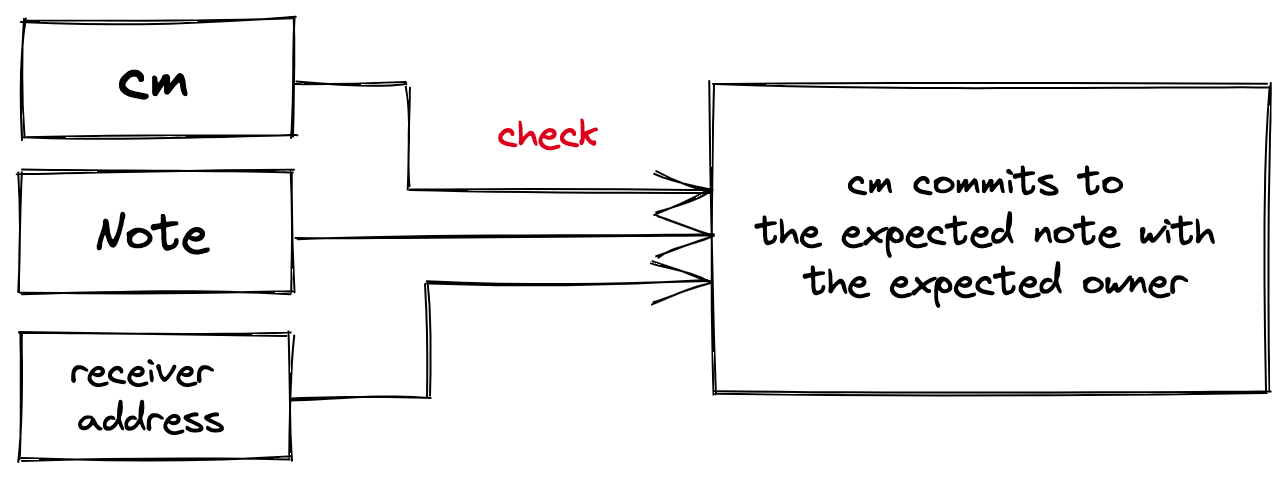 cm
Note
receiver
address
check
cm commits to
the expected note with
the expected owner